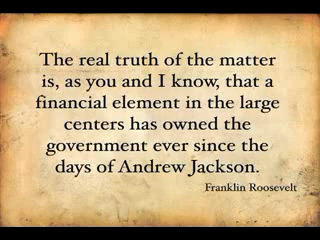 The real truth of the matter
is, as you and I know, that a
financial element in the large
centers has owned the
government ever since the
days of Andrew Jackson.
Franklin Roosevelt